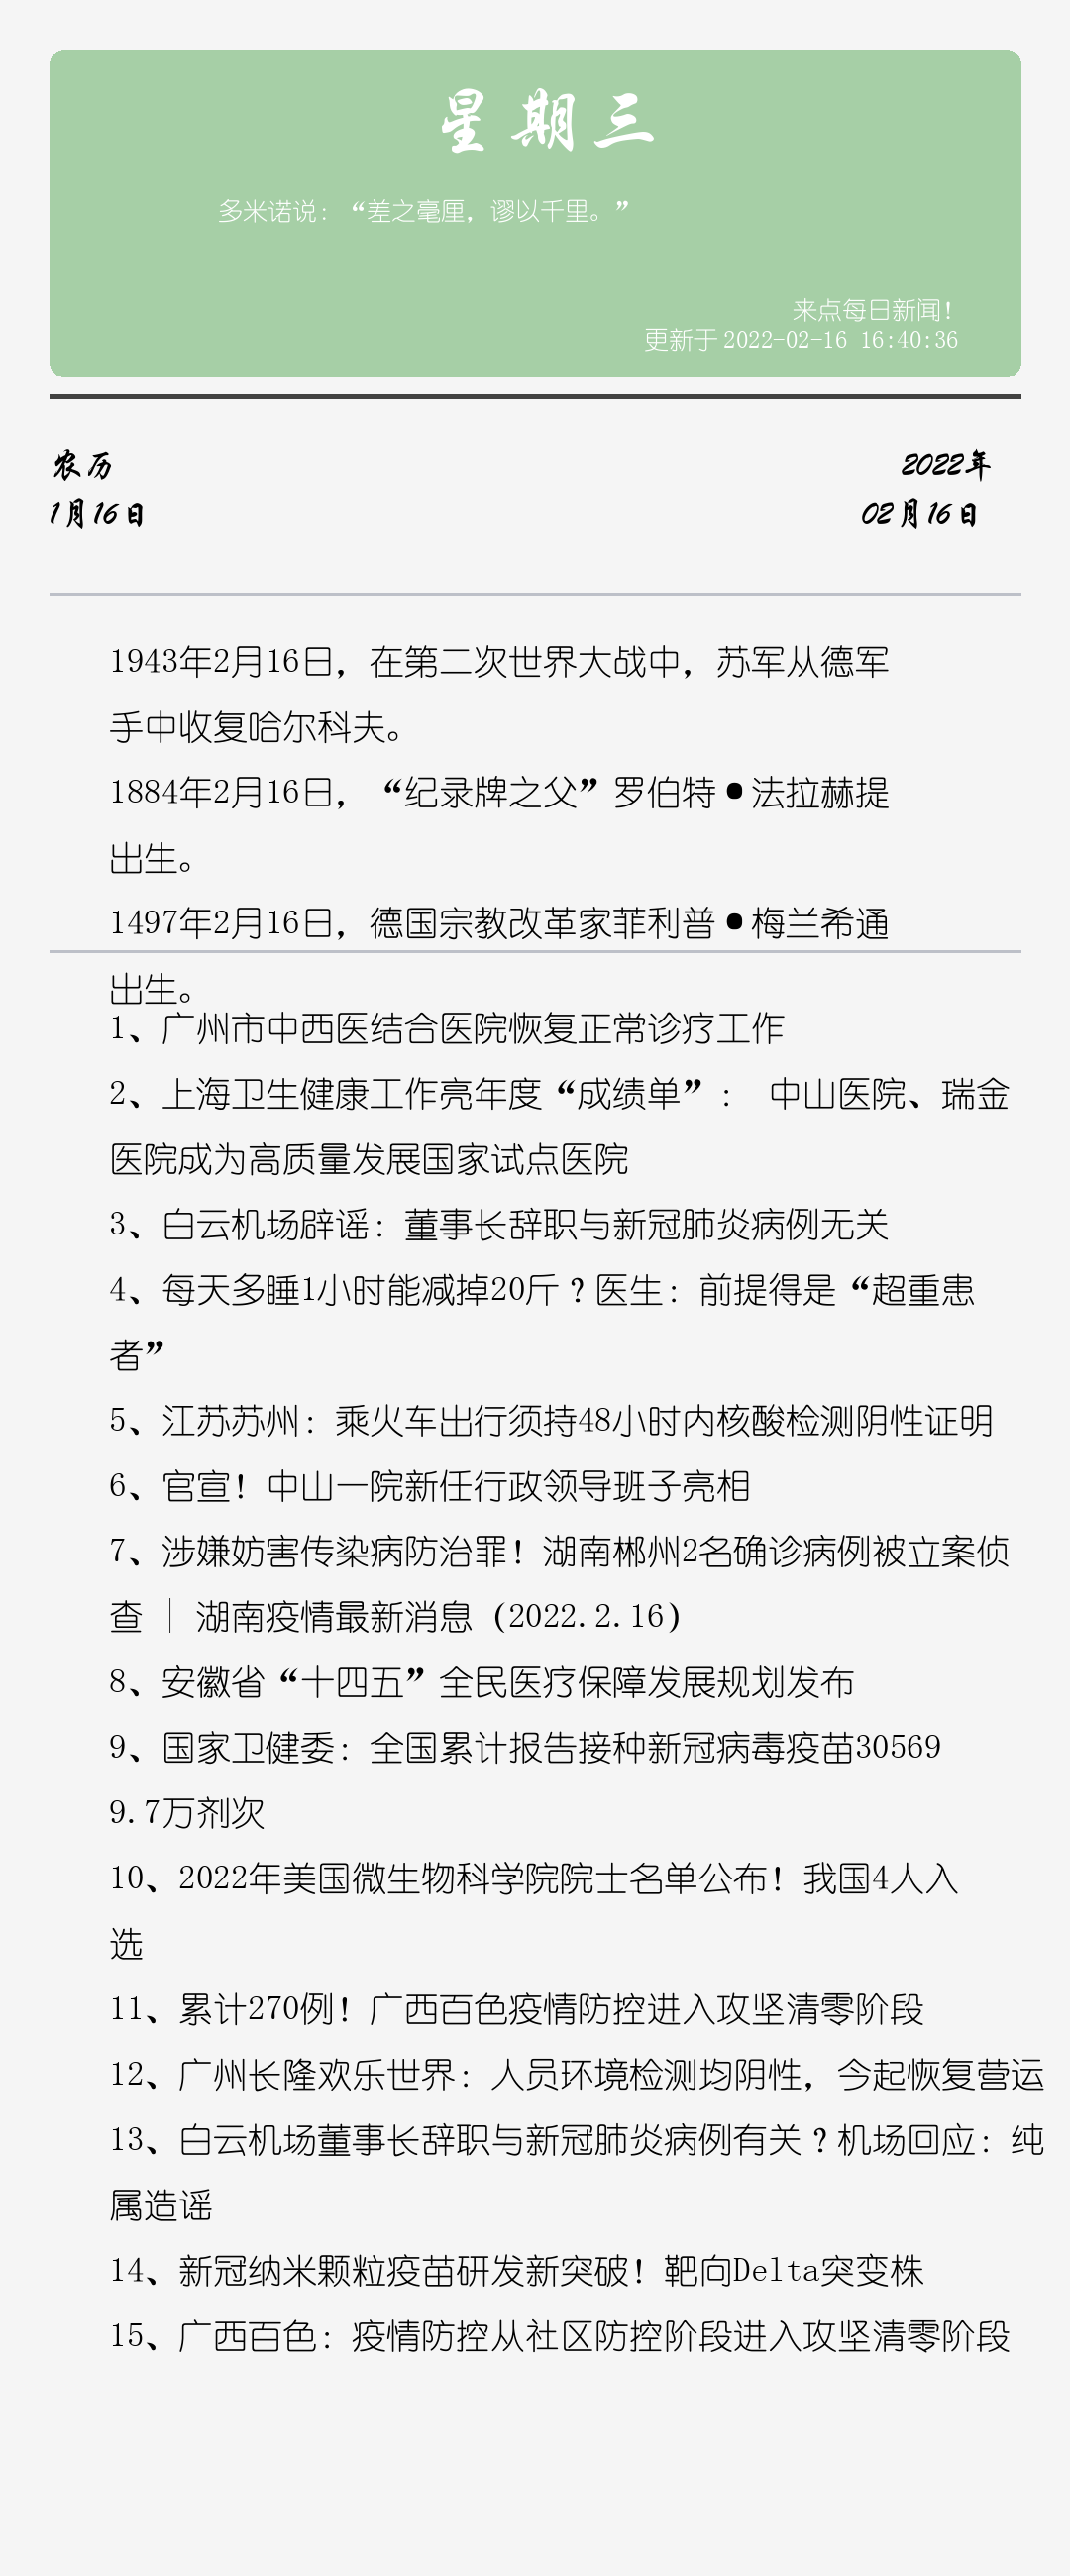 星期三
多米诺说：“差之毫厘，谬以千里。”
来点每日新闻！
更新于 2022-02-16 16:40:36
农历
2022年
1月16日
02月16日
1943年2月16日，在第二次世界大战中，苏军从德军
手中收复哈尔科夫。
1884年2月16日，“纪录牌之父”罗伯特•法拉赫提
出生。
1497年2月16日，德国宗教改革家菲利普•梅兰希通
出生。
1、广州市中西医结合医院恢复正常诊疗工作
2、上海卫生健康工作亮年度“成绩单”： 中山医院、瑞金
医院成为高质量发展国家试点医院
3、白云机场辟谣：董事长辞职与新冠肺炎病例无关
4、每天多睡1小时能减掉20斤？医生：前提得是“超重患
者”
5、江苏苏州：乘火车出行须持48小时内核酸检测阴性证明
6、官宣！中山一院新任行政领导班子亮相
7、涉嫌妨害传染病防治罪！湖南郴州2名确诊病例被立案侦
查 ｜ 湖南疫情最新消息（2022.2.16）
8、安徽省“十四五”全民医疗保障发展规划发布
9、国家卫健委：全国累计报告接种新冠病毒疫苗30569
9.7万剂次
10、2022年美国微生物科学院院士名单公布！我国4人入
选
11、累计270例！广西百色疫情防控进入攻坚清零阶段
12、广州长隆欢乐世界：人员环境检测均阴性，今起恢复营运
13、白云机场董事长辞职与新冠肺炎病例有关？机场回应：纯
属造谣
14、新冠纳米颗粒疫苗研发新突破！靶向Delta突变株
15、广西百色：疫情防控从社区防控阶段进入攻坚清零阶段